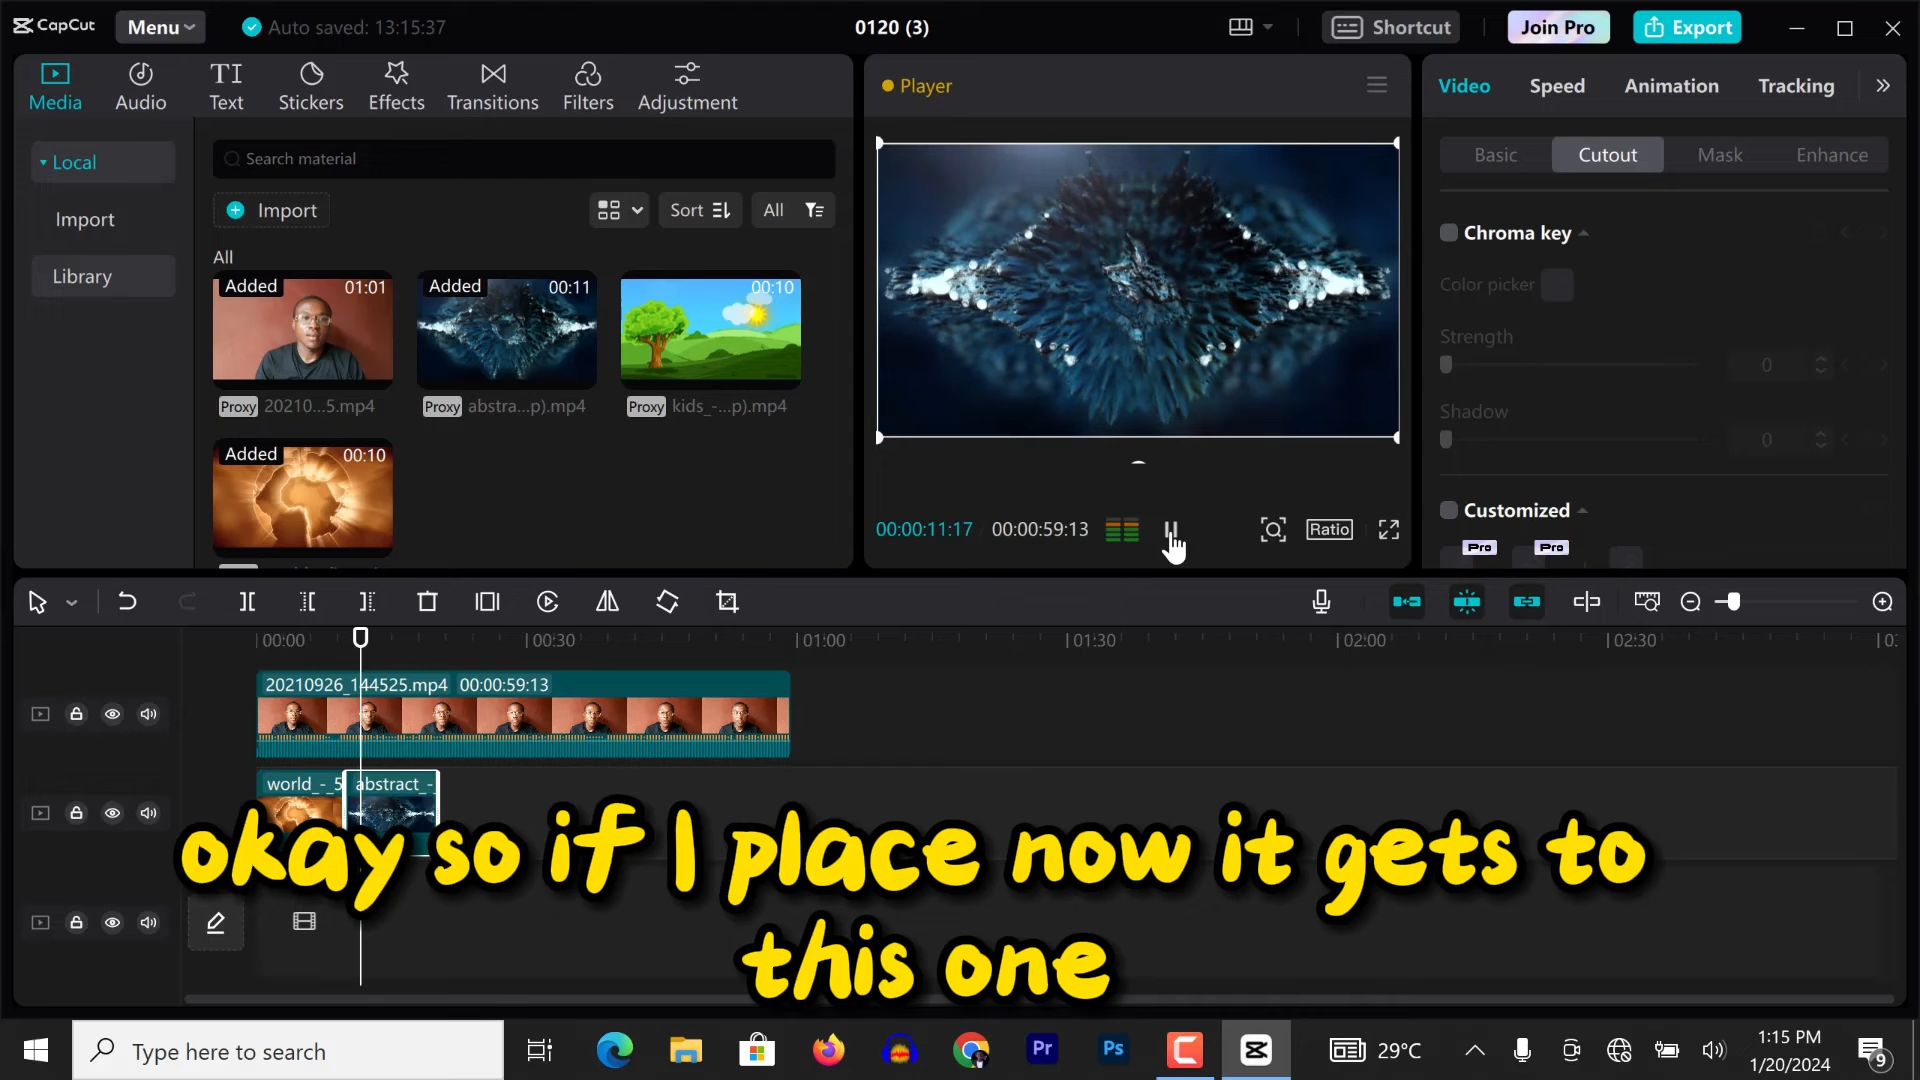 CapCut
Menu
Auto saved: 13:15:37
0120 (3)
Shortcut
Join Pro
Export
Media
Audio
Text
Stickers
Effects
Transitions
Filters
Adjustment
Player
Video
Speed
Animation
Tracking
Local
Import
Library
Search material
Import
Sort
All
Basic
Cutout
Mask
Enhance
All
Added 01:01
Added 00:11
00:10
Proxy 20210...5.mp4
Proxy abstra...p).mp4
Proxy kids_-...p).mp4
Added 00:10
Chroma key
Color picker
Strength
0
Shadow
0
Customized
Pro
Pro
00:00:11:17
00:00:59:13
Ratio
00:00
00:30
01:00
01:30
02:00
02:30
20210926_144525.mp4 00:00:59:13
world_-_5
abstract_-
okay so if I place now it gets to
this one
Type here to search
Pr
Ps
29°C
1:15 PM
1/20/2024
9